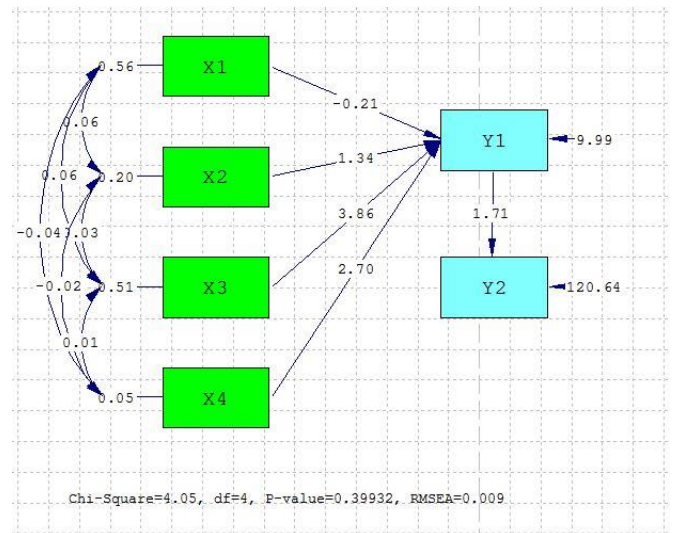 0.56
X1
-0.21
0.06
Y1
9.99
0.06
0.20
X2
1.34
-0.04
0.03
3.86
1.71
-0.02
0.51
X3
2.70
Y2
120.64
0.01
0.05
X4
Chi-Square=4.05, df=4, P-value=0.39932, RMSEA=0.009